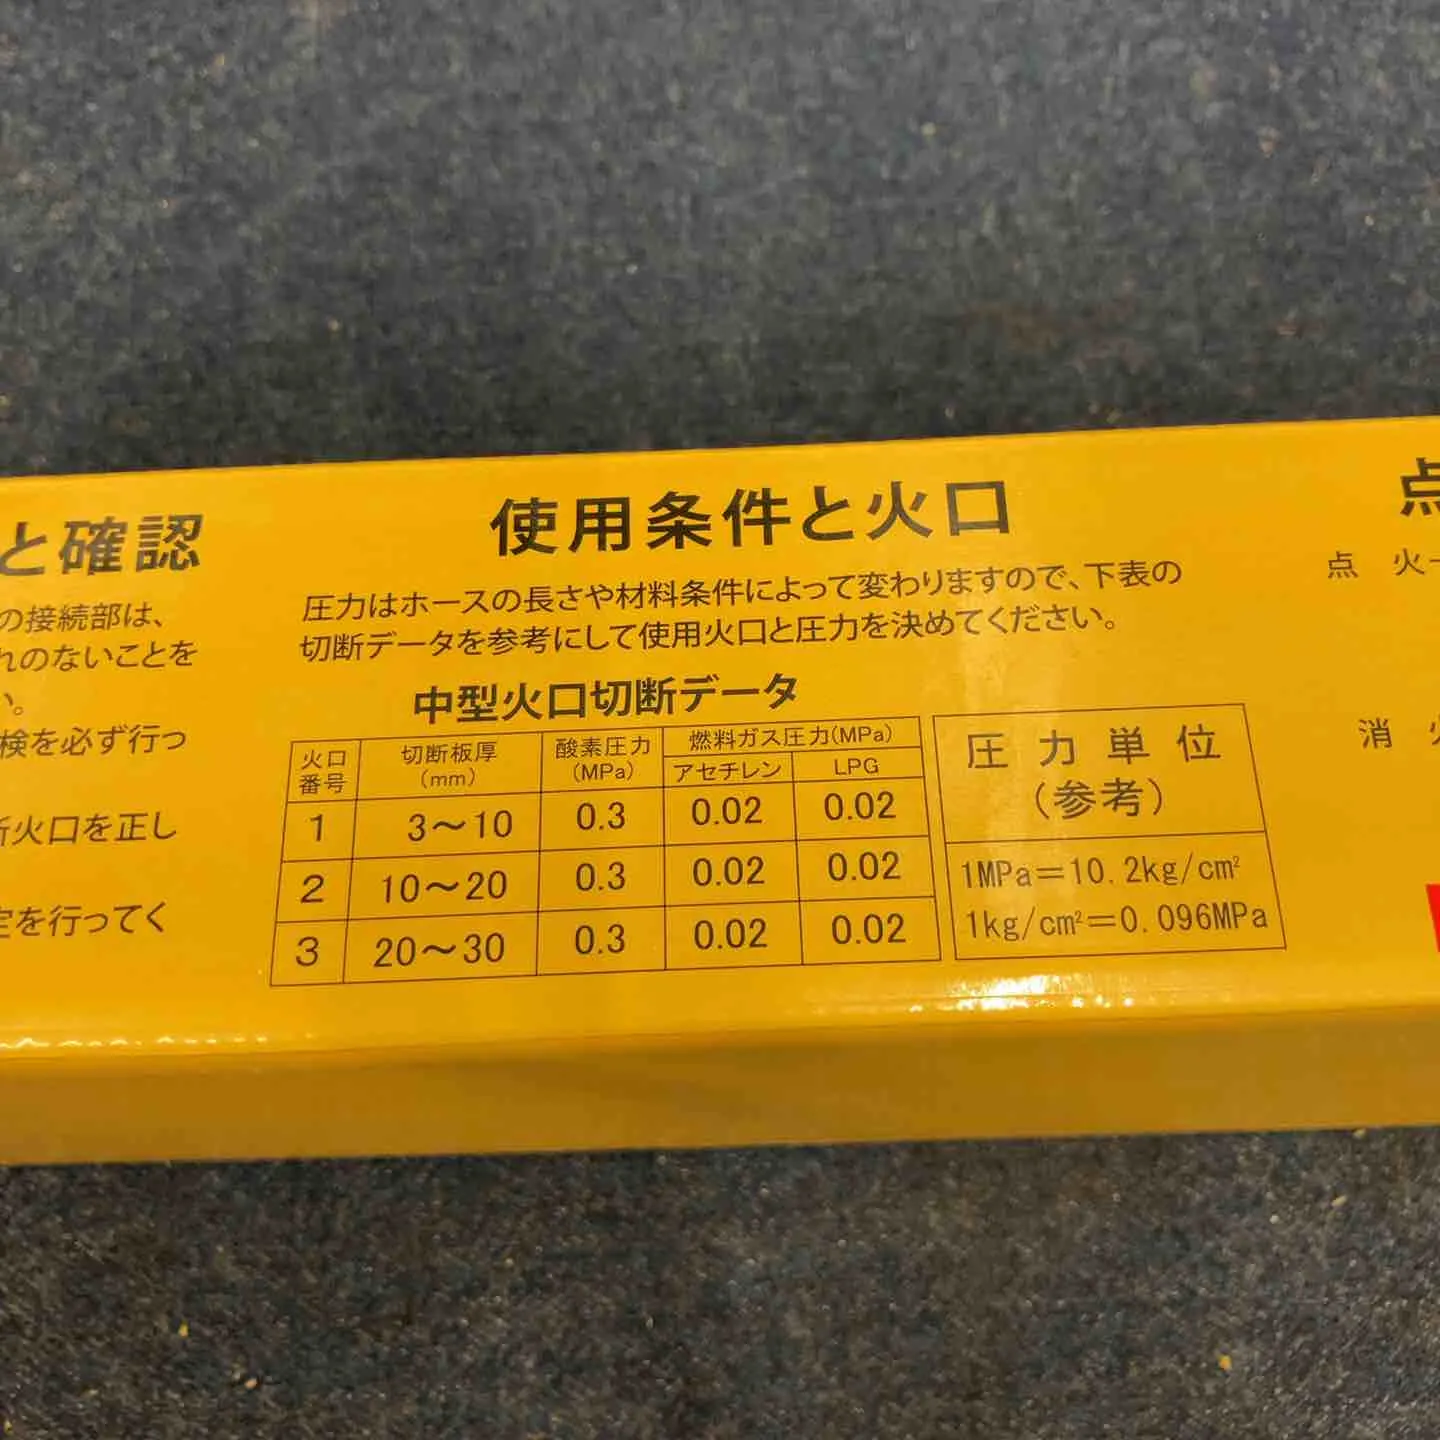 と確認
の接続部は、
れのないことを
い。
検を必ず行っ
火口を正し
定を行ってく
使用条件と火口
圧力はホースの長さや材料条件によって変わりますので、下表の
切断データを参考にして使用火口と圧力を決めてください。
中型火口切断データ
火口番号 切断板厚(mm) 酸素圧力(MPa) 燃料ガス圧力(MPa)
アセチレン LPG
1 3～10 0.3 0.02 0.02
2 10～20 0.3 0.02 0.02
3 20～30 0.3 0.02 0.02
圧力単位
(参考)
1MPa=10.2kg/cm²
1kg/cm²=0.096MPa
点
点 火
消